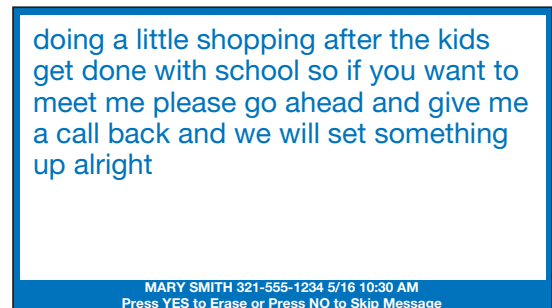 doing a little shopping after the kids
get done with school so if you want to
meet me please go ahead and give me
a call back and we will set something
up alright
MARY SMITH 321-555-1234 5/16 10:30 AM
Press YES to Erase or Press NO to Skip Message